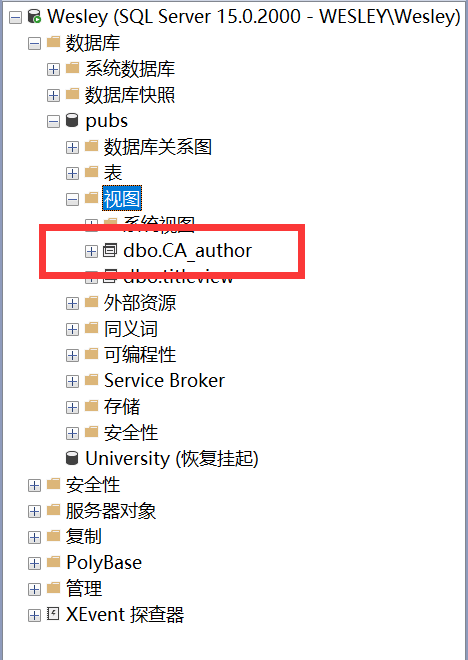 Wesley (SQL Server 15.0.2000 - WESLEY\Wesley)
数据库
系统数据库
数据库快照
pubs
数据库关系图
表
视图
系统视图
dbo.CA_author
dbo.titleview
外部资源
同义词
可编程性
Service Broker
存储
安全性
University (恢复挂起)
安全性
服务器对象
复制
PolyBase
管理
XEvent 探查器